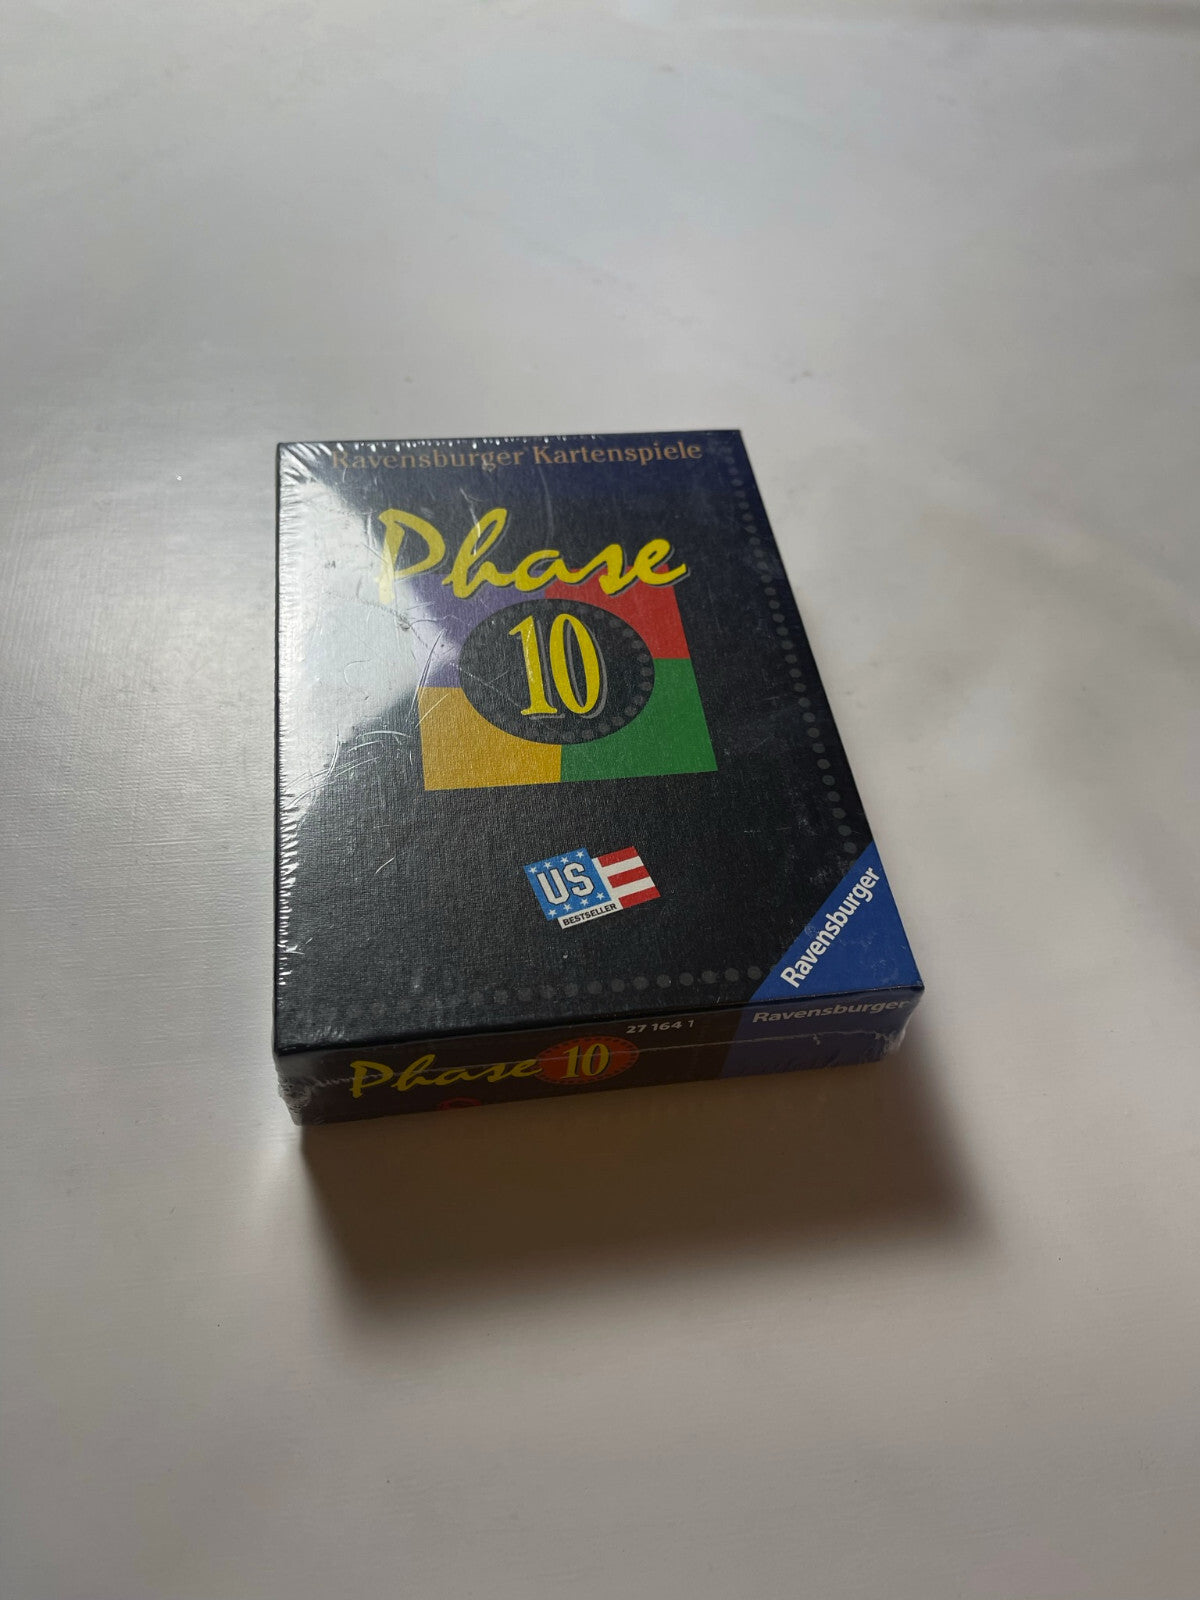 Ravensburger Kartenspiele
Phase
10
US
BESTSELLER
Ravensburger
27 164 1
Ravensburger
Phase 10